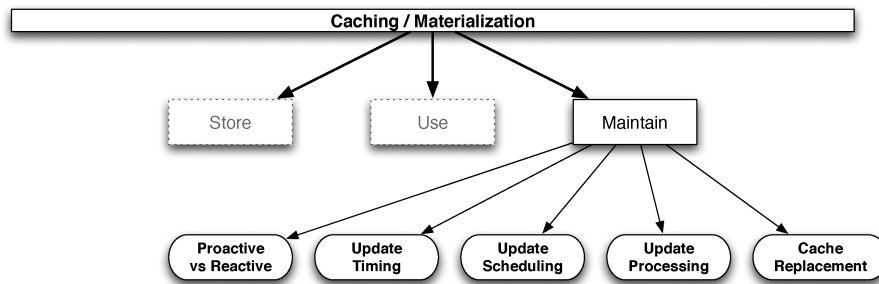 Caching / Materialization
Store
Use
Maintain
Proactive
vs Reactive
Update
Timing
Update
Scheduling
Update
Processing
Cache
Replacement